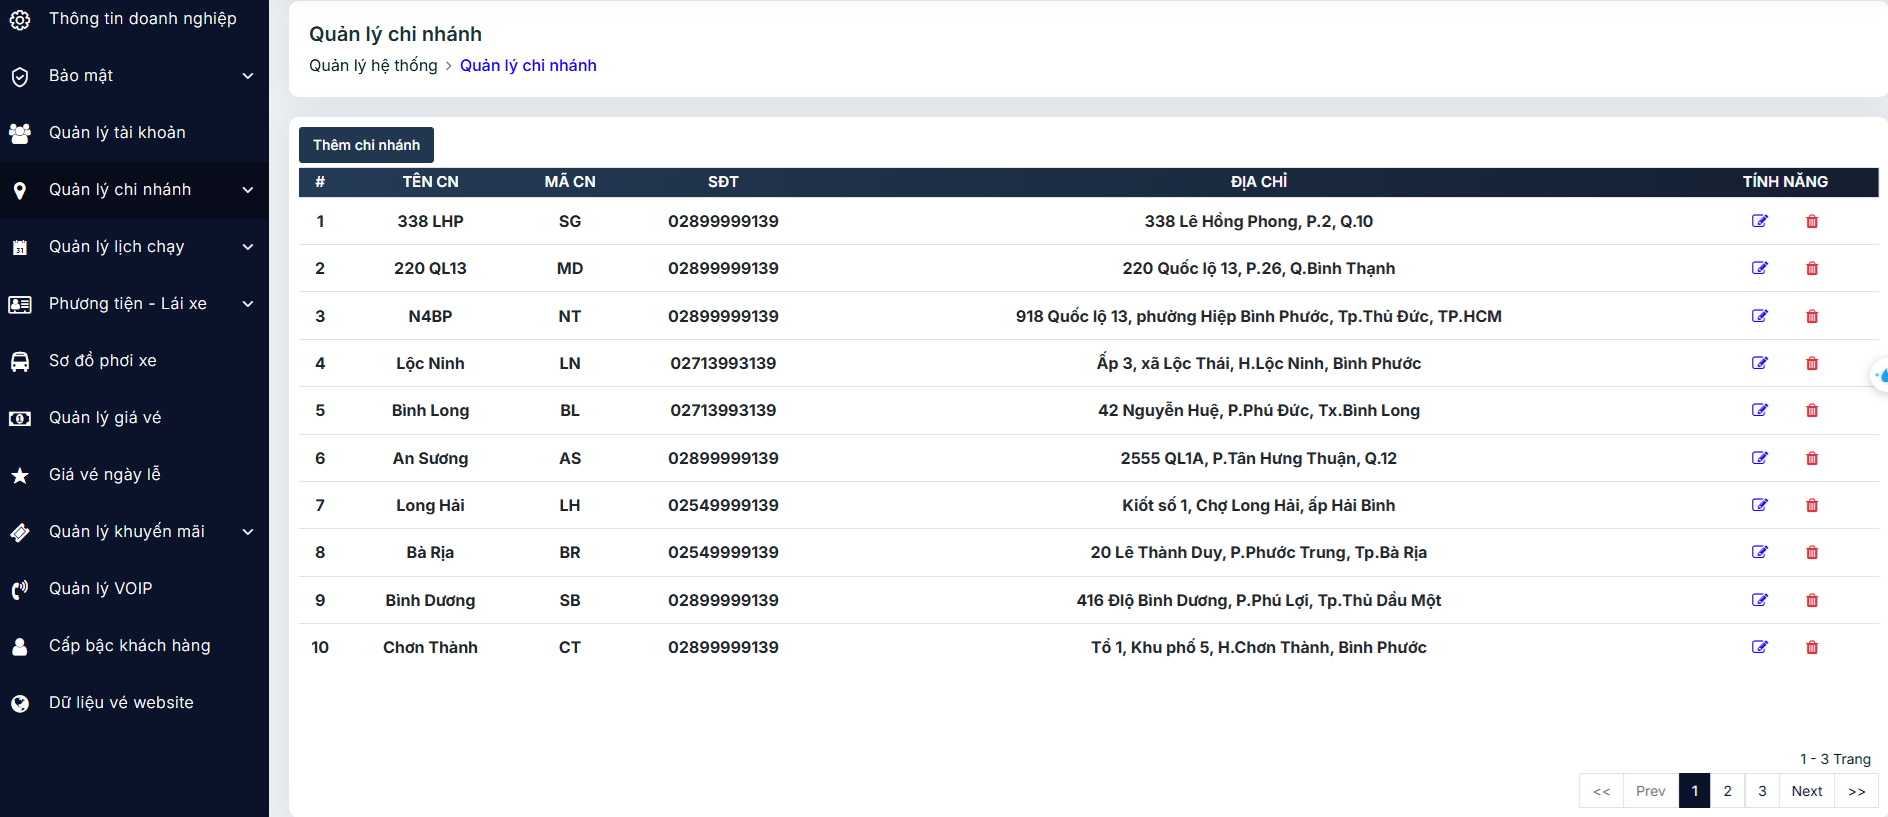 Thông tin doanh nghiệp
Bảo mật
Quản lý tài khoản
Quản lý chi nhánh
Quản lý lịch chạy
Phương tiện - Lái xe
Sơ đồ phơi xe
Quản lý giá vé
Giá vé ngày lễ
Quản lý khuyến mãi
Quản lý VOIP
Cấp bậc khách hàng
Dữ liệu vé website
Quản lý chi nhánh
Quản lý hệ thống > Quản lý chi nhánh
Thêm chi nhánh
# TÊN CN MÃ CN SĐT ĐỊA CHỈ TÍNH NĂNG
1 338 LHP SG 02899999139 338 Lê Hồng Phong, P.2, Q.10
2 220 QL13 MD 02899999139 220 Quốc lộ 13, P.26, Q.Bình Thạnh
3 N4BP NT 02899999139 918 Quốc lộ 13, phường Hiệp Bình Phước, Tp.Thủ Đức, TP.HCM
4 Lộc Ninh LN 02713993139 Ấp 3, xã Lộc Thái, H.Lộc Ninh, Bình Phước
5 Bình Long BL 02713993139 42 Nguyễn Huệ, P.Phú Đức, Tx.Bình Long
6 An Sương AS 02899999139 2555 QL1A, P.Tân Hưng Thuận, Q.12
7 Long Hải LH 02549999139 Kiốt số 1, Chợ Long Hải, ấp Hải Bình
8 Bà Rịa BR 02549999139 20 Lê Thành Duy, P.Phước Trung, Tp.Bà Rịa
9 Bình Dương SB 02899999139 416 Đlộ Bình Dương, P.Phú Lợi, Tp.Thủ Dầu Một
10 Chơn Thành CT 02899999139 Tổ 1, Khu phố 5, H.Chơn Thành, Bình Phước
1 - 3 Trang
<< Prev 1 2 3 Next >>